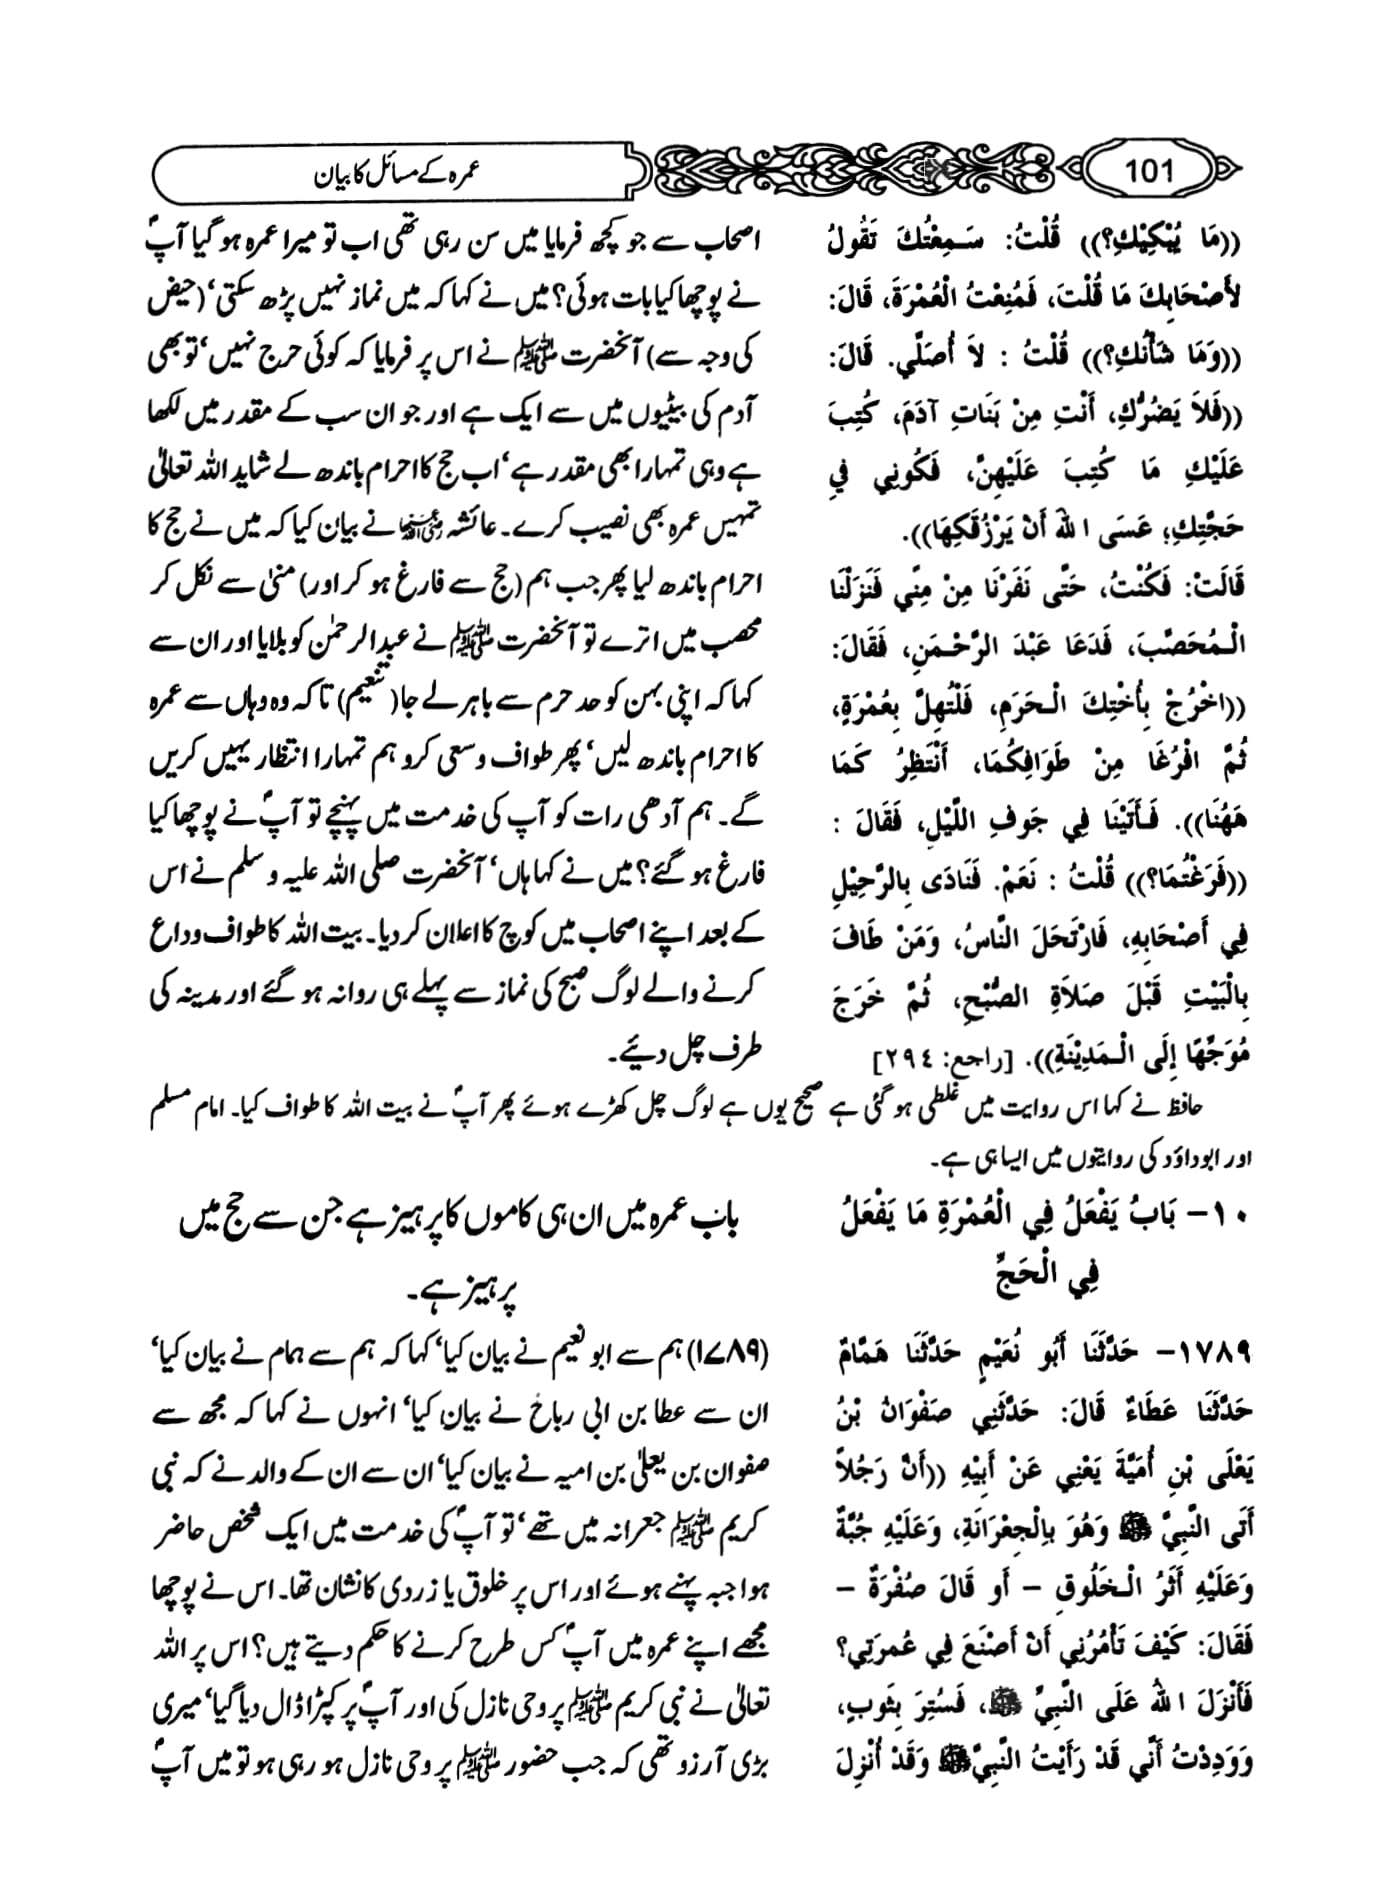 101
عمرہ کے مسائل کا بیان
((مَا يُبْكِيْكِ؟)) قُلْتُ: سَمِعْتُكَ تَقُولُ
لأَصْحَابِكَ مَا قُلْتَ، فَمُنِعْتُ الْعُمْرَةَ، قَالَ:
((وَمَا شَأْنُكِ؟)) قُلْتُ : لاَ أُصَلِّي. قَالَ:
((فَلاَ يَضُرُّكِ، أَنْتِ مِنْ بَنَاتِ آدَمَ، كُتِبَ
عَلَيْكِ مَا كُتِبَ عَلَيْهِنَّ، فَكُونِي فِي
حَجَّتِكِ؛ عَسَى ا للهُ أَنْ يَرْزُقَكِهَا)).
قَالَتْ: فَكُنْتُ، حَتَّى نَفَرْنَا مِنْ مِنًى فَنَزَلْنَا
الْمُحَصَّبَ، فَدَعَا عَبْدَ الرَّحْمَنِ، فَقَالَ:
((اخْرُجْ بِأُخْتِكَ الْحَرَمِ، فَلْتُهِلَّ بِعُمْرَةٍ،
ثُمَّ افْرُغَا مِنْ طَوَافِكُمَا، أَنْتَظِرُ كَمَا
هَهُنَا)). فَأَتَيْنَا فِي جَوفِ اللَّيْلِ، فَقَالَ :
((فَرَغْتُمَا؟)) قُلْتُ : نَعَمْ. فَنَادَى بِالرَّحِيْلِ
فِي أَصْحَابِهِ، فَارْتَحَلَ النَّاسُ، وَمَنْ طَافَ
بِالْبَيْتِ قَبْلَ صَلاَةِ الصُّبْحِ، ثُمَّ خَرَجَ
مُوَجِّهًا إِلَى الْمَدِيْنَةِ)). [راجع: ٢٩٤]
اصحاب سے جو کچھ فرمایا میں سن رہی تھی اب تو میرا عمرہ ہو گیا آپؐ
نے پوچھا کیا بات ہوئی؟ میں نے کہا کہ میں نماز نہیں پڑھ سکتی‘ (حیض
کی وجہ سے) آنحضرت ﷺ نے اس پر فرمایا کہ کوئی حرج نہیں‘ تو بھی
آدم کی بیٹیوں میں سے ایک ہے اور جو ان سب کے مقدر میں لکھا
ہے وہی تمہارا بھی مقدر ہے‘ اب حج کا احرام باندھ لے شاید اللہ تعالیٰ
تمہیں عمرہ بھی نصیب کرے۔ عائشہ رضی اللہ عنہا نے بیان کیا کہ میں نے حج کا
احرام باندھ لیا پھر جب ہم (حج سے فارغ ہو کر اور) منیٰ سے نکل کر
محصب میں اترے تو آنحضرت ﷺ نے عبدالرحمٰن کو بلایا اور ان سے
کہا کہ اپنی بہن کو حد حرم سے باہر لے جا (تنعیم) تاکہ وہ وہاں سے عمرہ
کا احرام باندھ لیں‘ پھر طواف و سعی کرو ہم تمہارا انتظار یہیں کریں
گے۔ ہم آدھی رات کو آپ کی خدمت میں پہنچے تو آپؐ نے پوچھا کیا
فارغ ہو گئے؟ میں نے کہا ہاں‘ آنحضرت صلی اللہ علیہ و سلم نے اس
کے بعد اپنے اصحاب میں کوچ کا اعلان کر دیا۔ بیت اللہ کا طواف وداع
کرنے والے لوگ صبح کی نماز سے پہلے ہی روانہ ہو گئے اور مدینہ کی
طرف چل دیئے۔
حافظ نے کہا اس روایت میں غلطی ہو گئی ہے صحیح یوں ہے لوگ چل کھڑے ہوئے پھر آپؐ نے بیت اللہ کا طواف کیا۔ امام مسلم
اور ابوداؤد کی روایتوں میں ایسا ہی ہے۔
١٠- بَابُ يَفْعَلُ فِي الْعُمْرَةِ مَا يَفْعَلُ
فِي الْحَجِّ
باب عمرہ میں ان ہی کاموں کا پرہیز ہے جن سے حج میں
پرہیز ہے۔
١٧٨٩- حَدَّثَنَا أَبُو نُعَيْمٍ حَدَّثَنَا هَمَّامٌ
حَدَّثَنَا عَطَاءٌ قَالَ: حَدَّثَنِي صَفْوَانُ بْنُ
يَعْلَى بْنِ أُمَيَّةَ يَعْنِي عَنْ أَبِيْهِ ((أَنَّ رَجُلاً
أَتَى النَّبِيَّ ﷺ وَهُوَ بِالْجِعْرَانَةِ، وَعَلَيْهِ جُبَّةٌ
وَعَلَيْهِ أَثَرُ الْخَلُوقِ – أَو قَالَ صُفْرَةٌ –
فَقَالَ: كَيْفَ تَأْمُرُنِي أَنْ أَصْنَعَ فِي عُمرَتِي؟
فَأَنْزَلَ ا للهُ عَلَى النَّبِيِّ ﷺ، فَسُتِرَ بِثَوبٍ،
وَوَدِدْتُ أَنِّي قَدْ رَأَيْتُ النَّبِيَّ ﷺ وَقَدْ أُنْزِلَ
(۱۷۸۹) ہم سے ابو نعیم نے بیان کیا‘ کہا کہ ہم سے ہمام نے بیان کیا‘
ان سے عطا بن ابی رباح نے بیان کیا‘ انہوں نے کہا کہ مجھ سے
صفوان بن یعلیٰ بن امیہ نے بیان کیا‘ ان سے ان کے والد نے کہ نبی
کریم ﷺ جعرانہ میں تھے‘ تو آپؐ کی خدمت میں ایک شخص حاضر
ہوا جبہ پہنے ہوئے اور اس پر خلوق یا زردی کا نشان تھا۔ اس نے پوچھا
مجھے اپنے عمرہ میں آپؐ کس طرح کرنے کا حکم دیتے ہیں؟ اس پر اللہ
تعالیٰ نے نبی کریم ﷺ پر وحی نازل کی اور آپؐ پر کپڑا ڈال دیا گیا‘ میری
بڑی آرزو تھی کہ جب حضور ﷺ پر وحی نازل ہو رہی ہو تو میں آپؐ